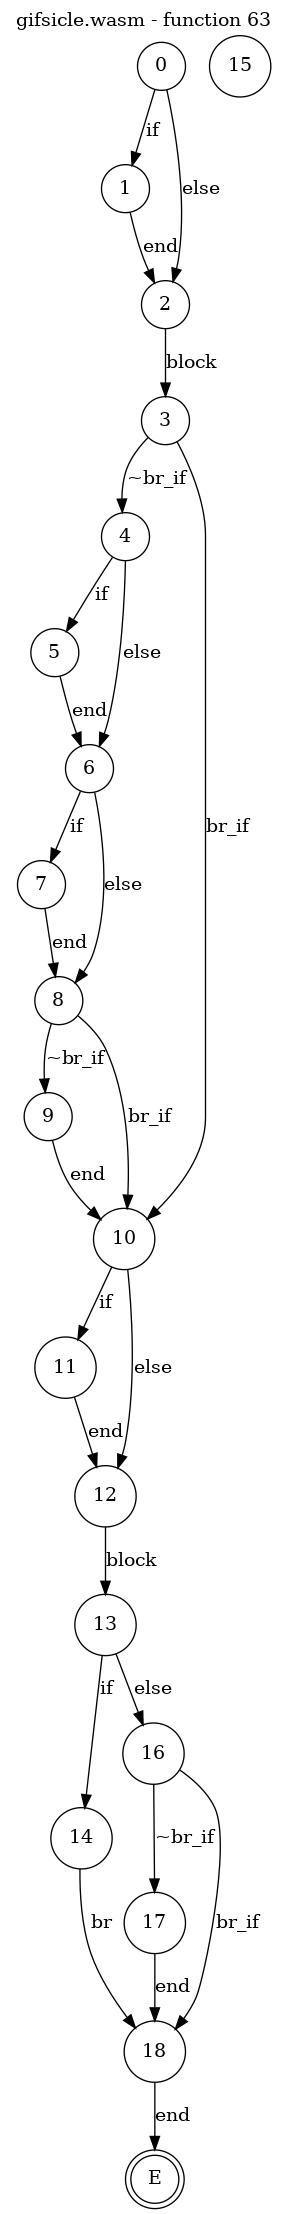 gifsicle.wasm - function 63
0
15
if
1
else
end
2
block
3
~br_if
4
if
5
else
end
6
br_if
if
7
else
end
8
~br_if
9
br_if
end
10
if
11
else
end
12
block
13
if
else
16
14
~br_if
17
br
br_if
end
18
end
E